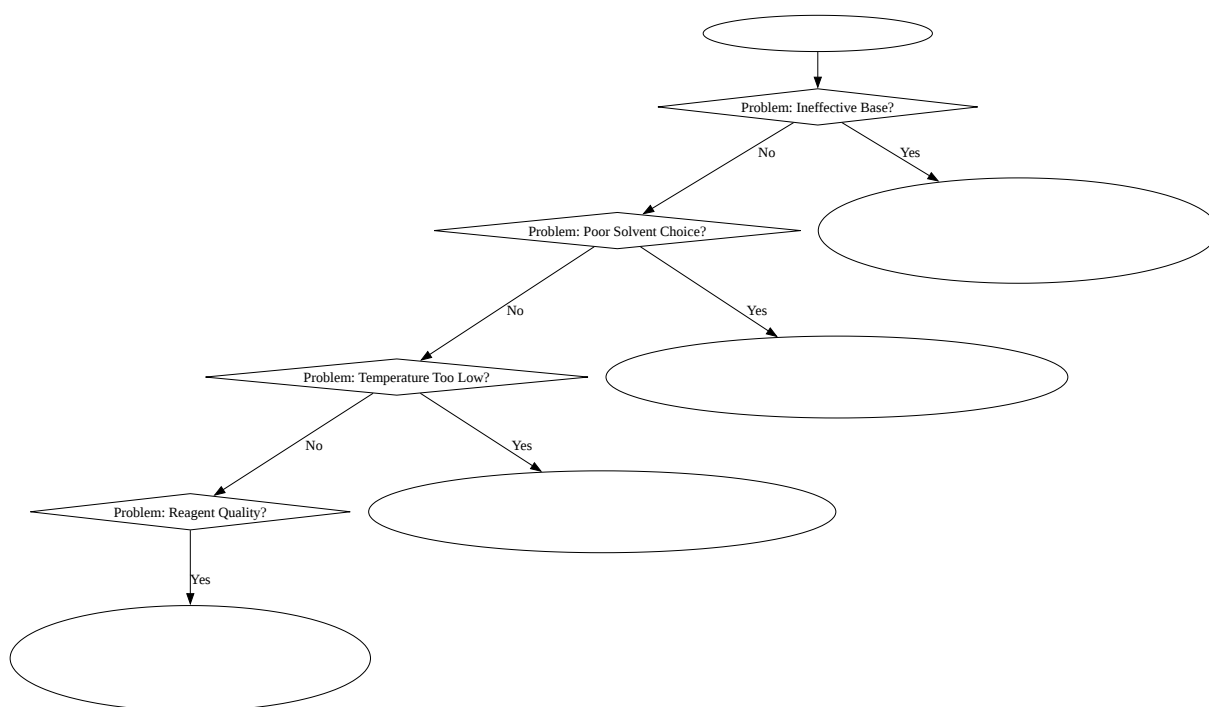 Problem: Ineffective Base?
No
Yes
Problem: Poor Solvent Choice?
No
Yes
Problem: Temperature Too Low?
No
Yes
Problem: Reagent Quality?
Yes